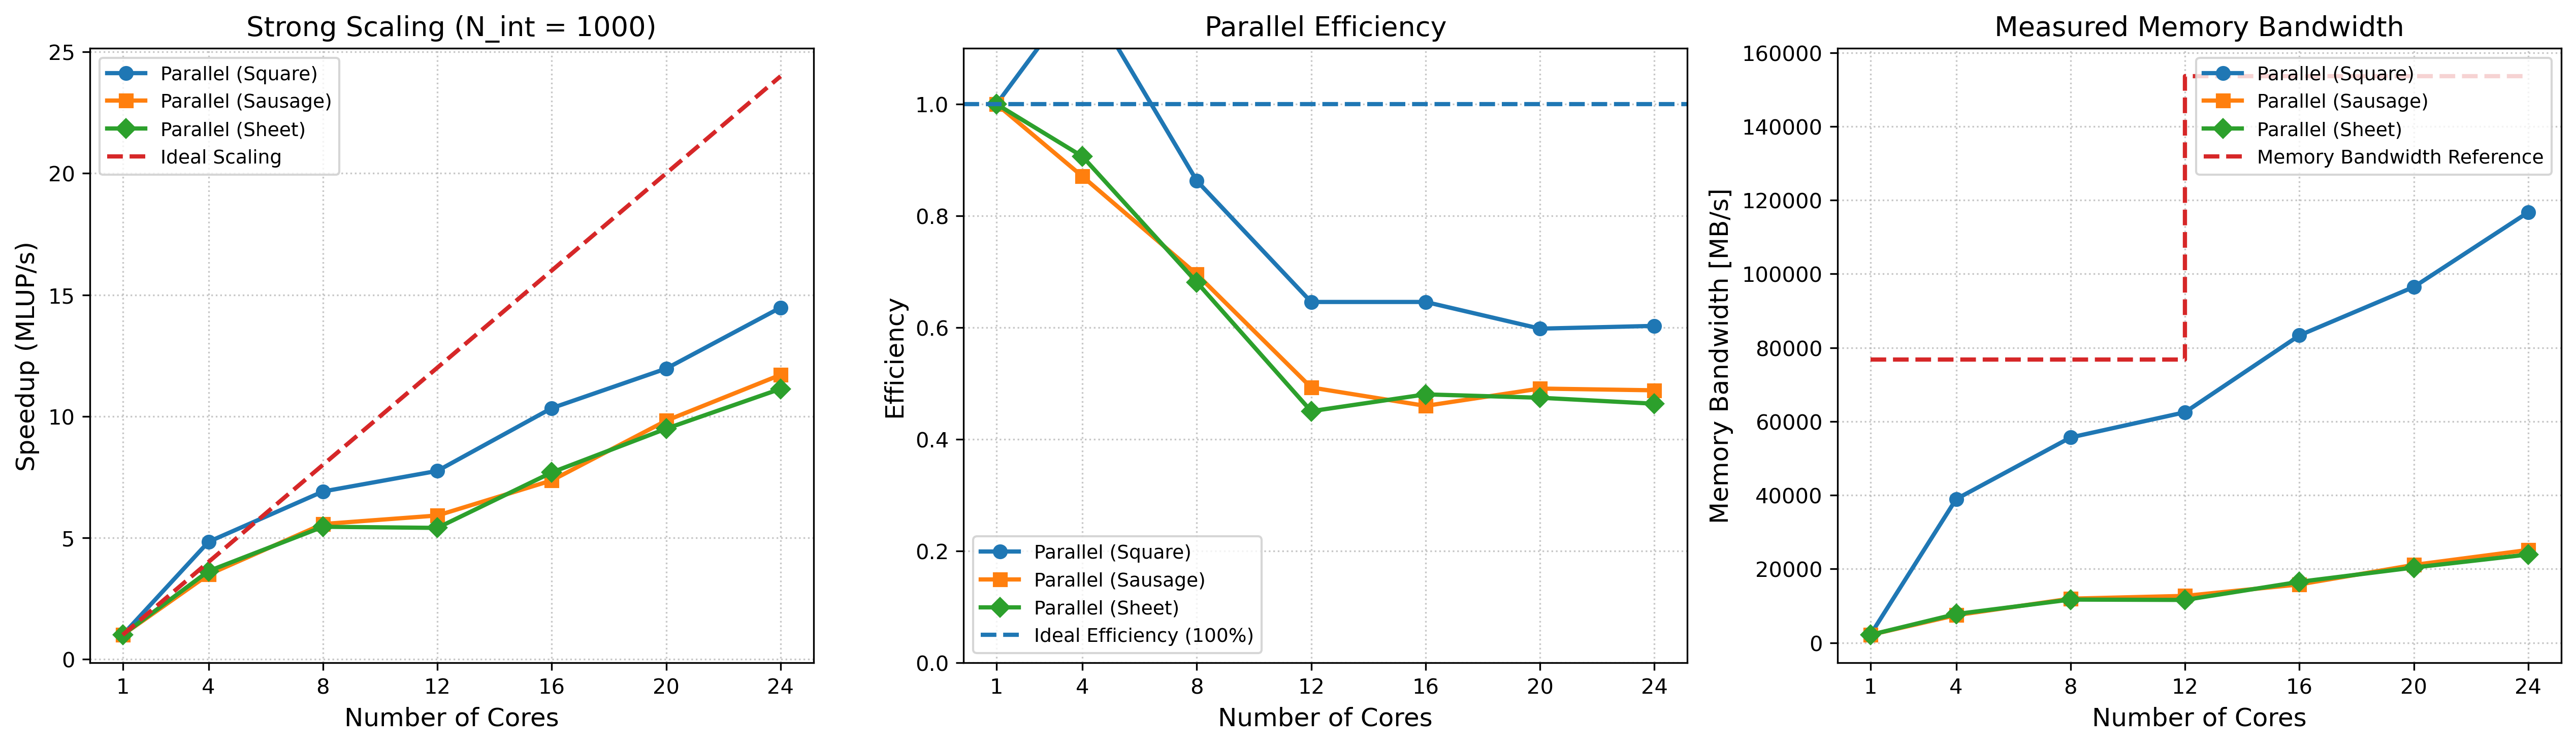 Strong Scaling (N_int = 1000)
Speedup (MLUP/s)
25
20
15
10
5
0
Parallel (Square)
Parallel (Sausage)
Parallel (Sheet)
Ideal Scaling
1 4 8 12 16 20 24
Number of Cores
Parallel Efficiency
Efficiency
1.0
0.8
0.6
0.4
0.2
0.0
Parallel (Square)
Parallel (Sausage)
Parallel (Sheet)
Ideal Efficiency (100%)
1 4 8 12 16 20 24
Number of Cores
Measured Memory Bandwidth
Memory Bandwidth [MB/s]
160000
140000
120000
100000
80000
60000
40000
20000
0
Parallel (Square)
Parallel (Sausage)
Parallel (Sheet)
Memory Bandwidth Reference
1 4 8 12 16 20 24
Number of Cores